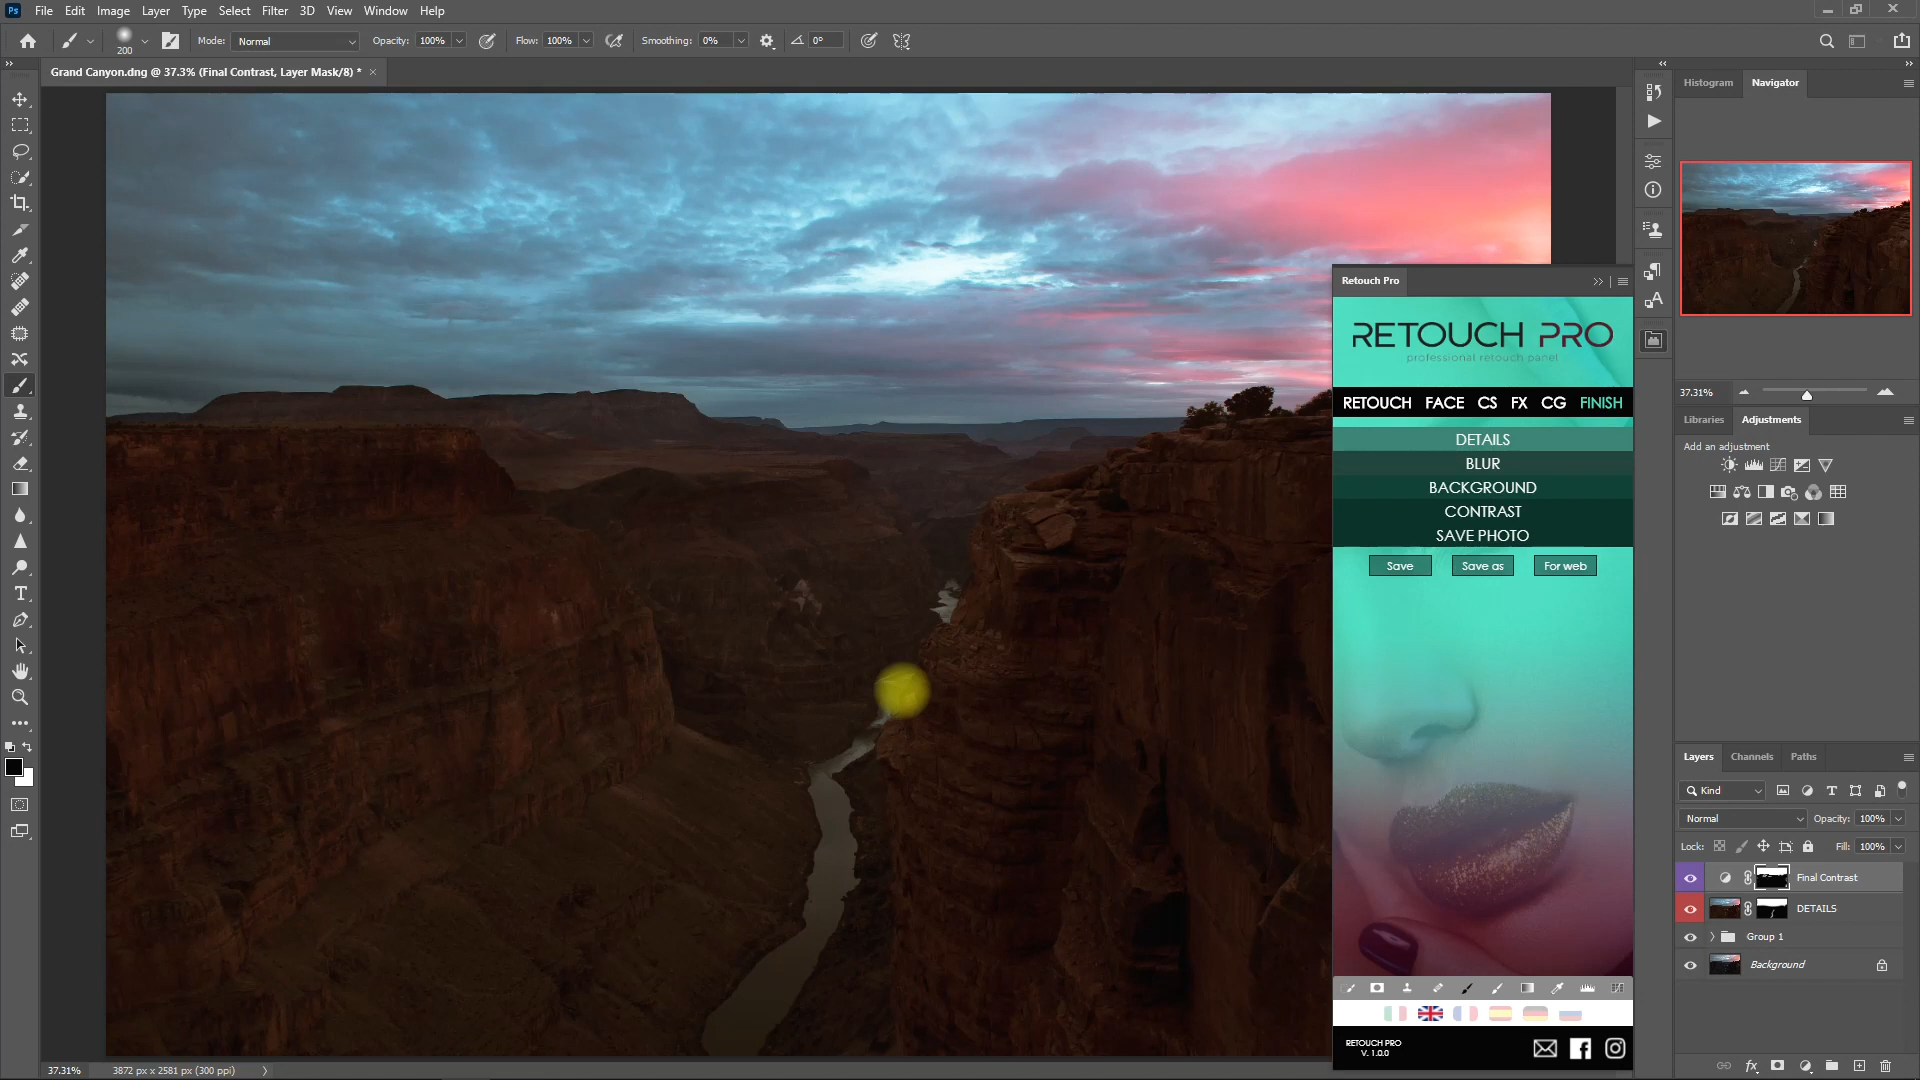 Ps File Edit Image Layer Type Select Filter 3D View Window Help
200 Mode: Normal Opacity: 100% Flow: 100% Smoothing: 0% 0°
Grand Canyon.dng @ 37.3% (Final Contrast, Layer Mask/8) * ×
Histogram Navigator
37.31%
Libraries Adjustments
Add an adjustment
Retouch Pro
RETOUCH PRO
professional retouch panel
RETOUCH FACE CS FX CG FINISH
DETAILS
BLUR
BACKGROUND
CONTRAST
SAVE PHOTO
Save Save as For web
RETOUCH PRO
V. 1.0.0
Layers Channels Paths
Kind
Normal Opacity: 100%
Lock: Fill: 100%
Final Contrast
DETAILS
Group 1
Background
37.31% 3872 px x 2581 px (300 ppi)